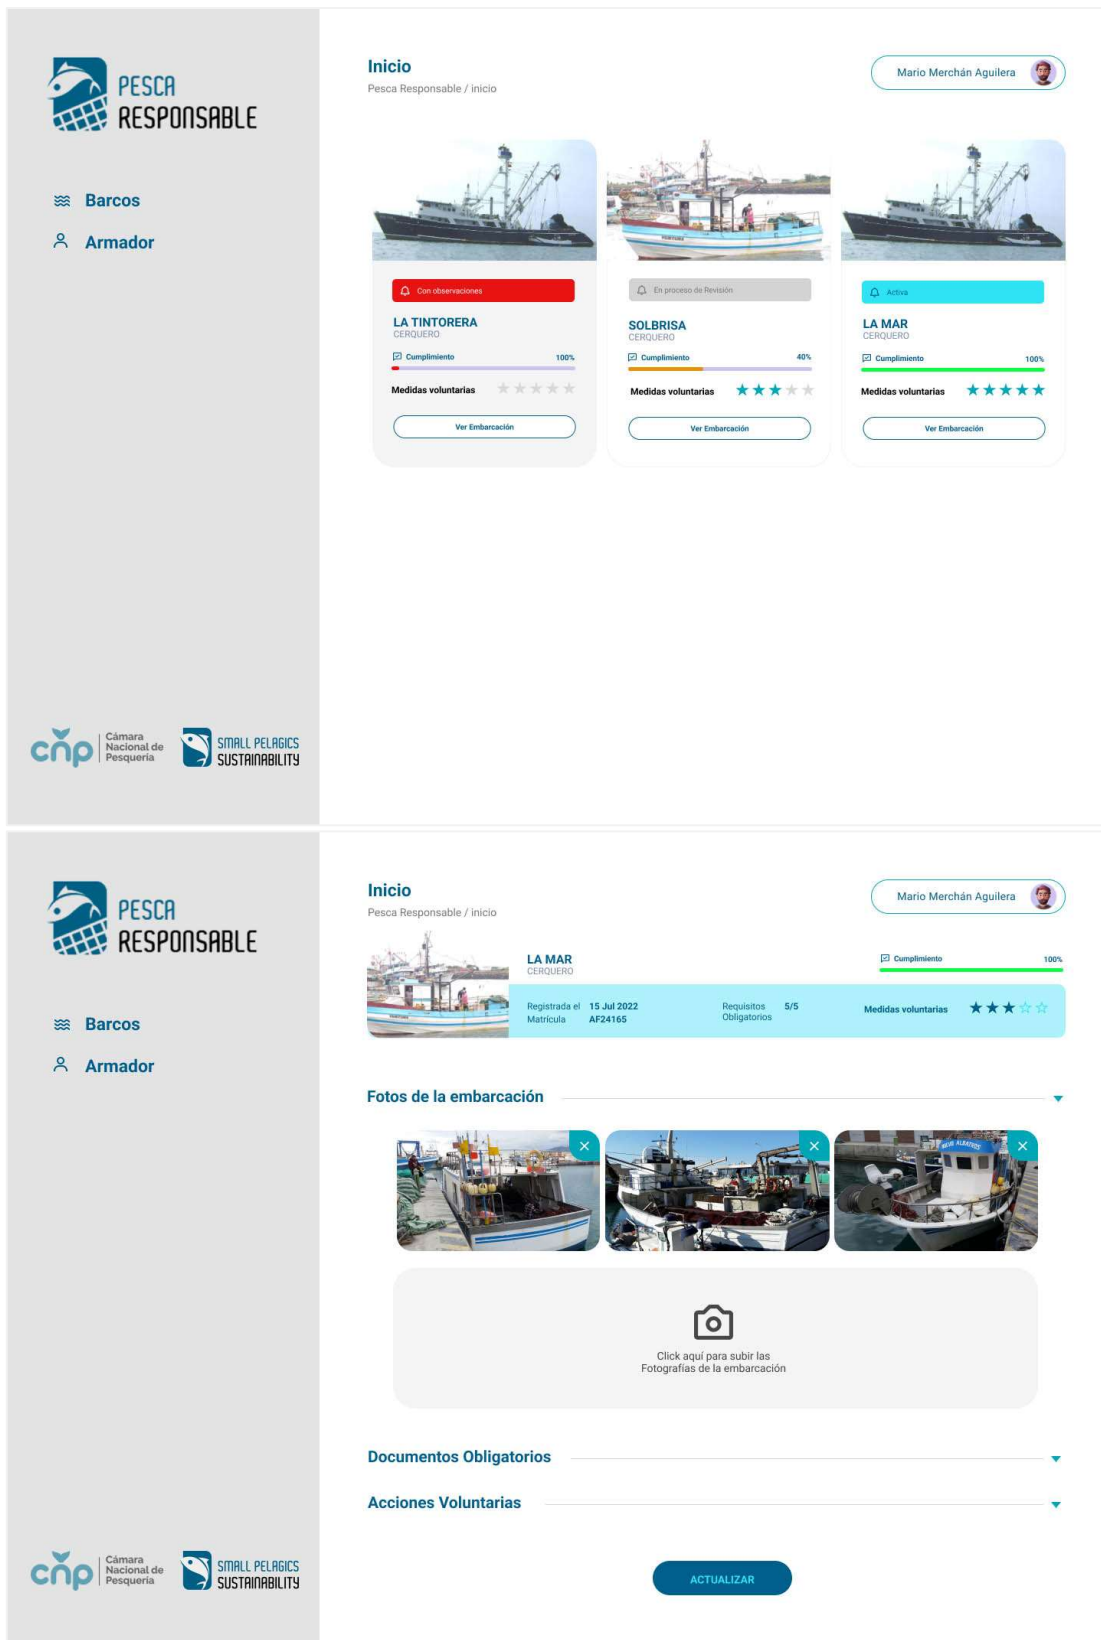 PESCA
RESPONSABLE
Barcos
Armador
Inicio
Pesca Responsable / inicio
Mario Merchán Aguilera
Con observaciones
LA TINTORERA
CERQUERO
Cumplimiento 100%
Medidas voluntarias
Ver Embarcación
En proceso de Revisión
SOLBRISA
CERQUERO
Cumplimiento 40%
Medidas voluntarias
Ver Embarcación
Activa
LA MAR
CERQUERO
Cumplimiento 100%
Medidas voluntarias
Ver Embarcación
cnp
Cámara
Nacional de
Pesquería
SMALL PELAGICS
SUSTAINABILITY
PESCA
RESPONSABLE
Barcos
Armador
Inicio
Pesca Responsable / inicio
Mario Merchán Aguilera
LA MAR
CERQUERO
Cumplimiento 100%
Registrada el 15 Jul 2022
Matrícula AF24165
Requisitos 5/5
Obligatorios
Medidas voluntarias
Fotos de la embarcación
Click aquí para subir las
Fotografías de la embarcación
Documentos Obligatorios
Acciones Voluntarias
ACTUALIZAR
cnp
Cámara
Nacional de
Pesquería
SMALL PELAGICS
SUSTAINABILITY